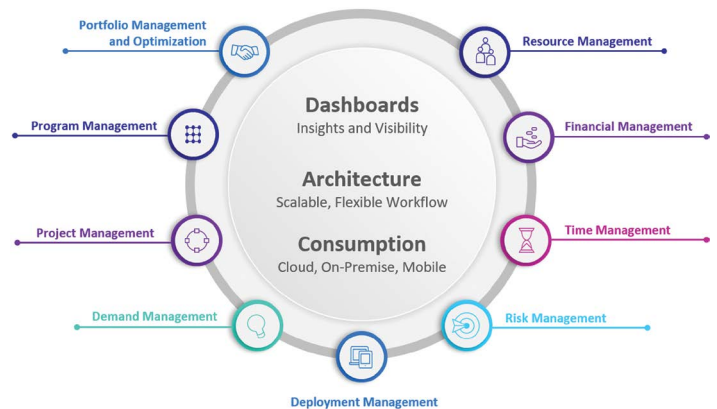 Portfolio Management
and Optimization
Resource Management
Program Management
Financial Management
Project Management
Time Management
Demand Management
Risk Management
Deployment Management
Dashboards
Insights and Visibility
Architecture
Scalable, Flexible Workflow
Consumption
Cloud, On-Premise, Mobile